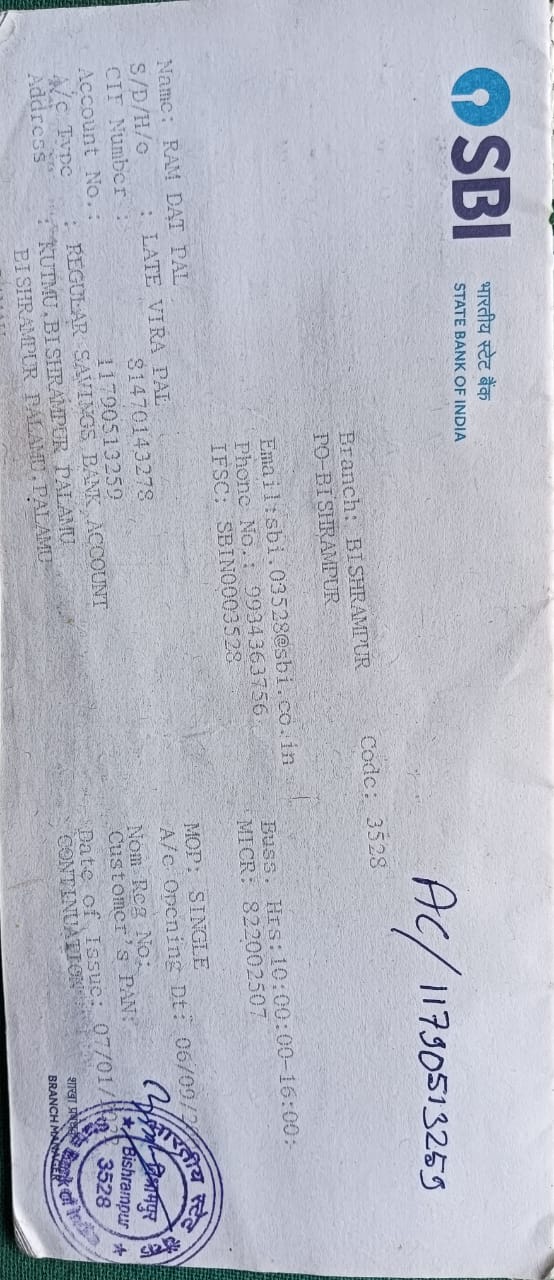 SBI
भारतीय स्टेट बैंक
STATE BANK OF INDIA
AC/11790513259
Branch: BISHRAMPUR Code: 3528
PO-BISHRAMPUR
Email:sbi.03528@sbi.co.in Buss. Hrs:10:00:00-16:00:
Phone No.: 9934363756 MICR: 822002507
IFSC: SBIN0003528
Name: RAM DAT PAL MOP: SINGLE
S/D/H/o : LATE VIRA PAL A/c Opening Dt: 06/09/2
CIF Number : 81470143278 Nom Reg No:
Account No.: 11790513259 Customer's PAN:
A/c Type : REGULAR SAVINGS BANK ACCOUNT Date of Issue: 07/01/
Address : KUTMU,BISHRAMPUR PALAMU CONTINUATION
BISHRAMPUR PALAMU,PALAMU
शाखा
BRANCH MANAGER
भारतीय स्टेट
Bishrampur
3528